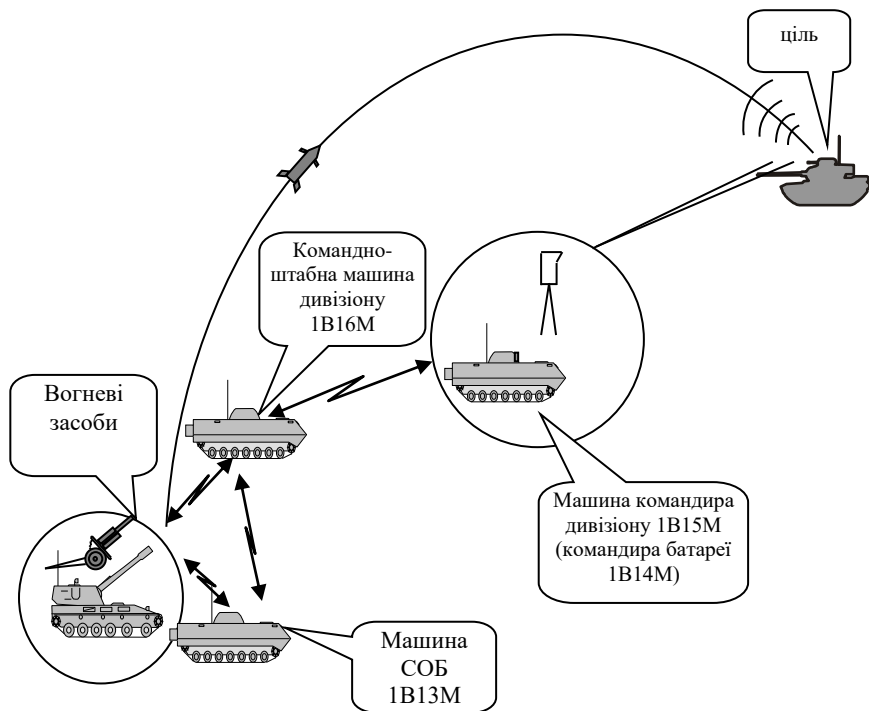 ціль
Командно-
штабна машина
дивізіону
1В16М
Вогневі
засоби
Машина командира
дивізіону 1В15М
(командира батареї
1В14М)
Машина
СОБ
1В13М